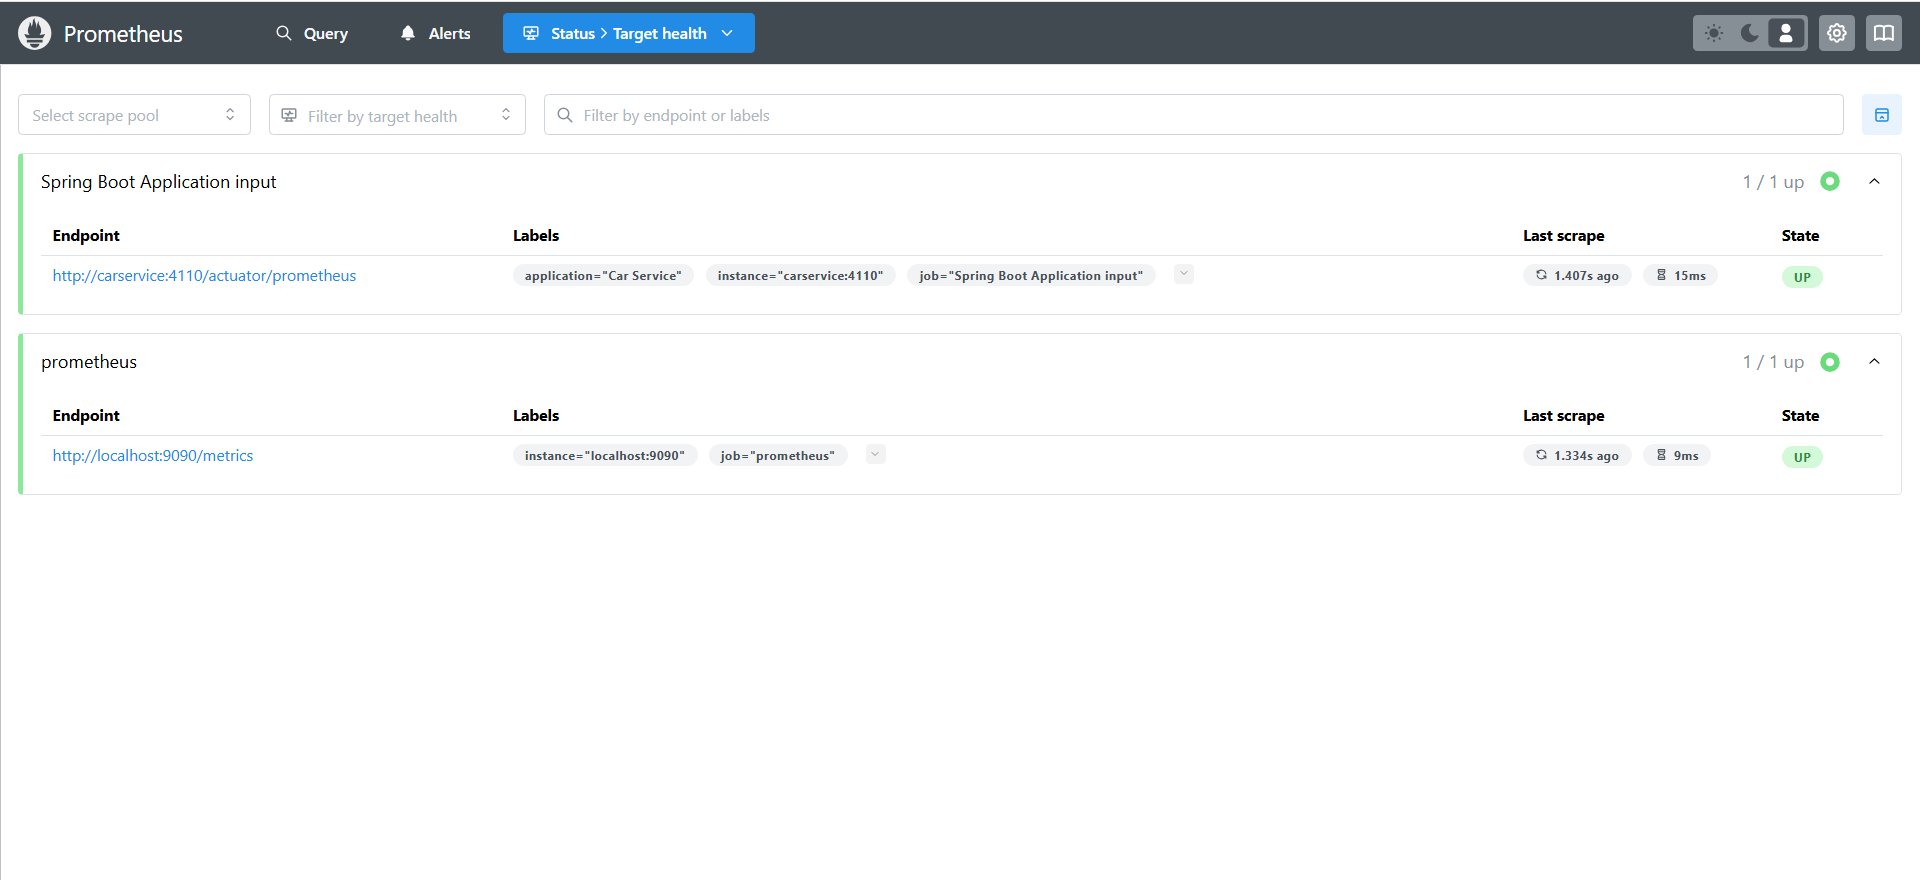 Prometheus Query Alerts Status > Target health
Select scrape pool Filter by target health Filter by endpoint or labels
Spring Boot Application input 1 / 1 up
Endpoint Labels Last scrape State
http://carservice:4110/actuator/prometheus application="Car Service" instance="carservice:4110" job="Spring Boot Application input" 1.407s ago 15ms UP
prometheus 1 / 1 up
Endpoint Labels Last scrape State
http://localhost:9090/metrics instance="localhost:9090" job="prometheus" 1.334s ago 9ms UP